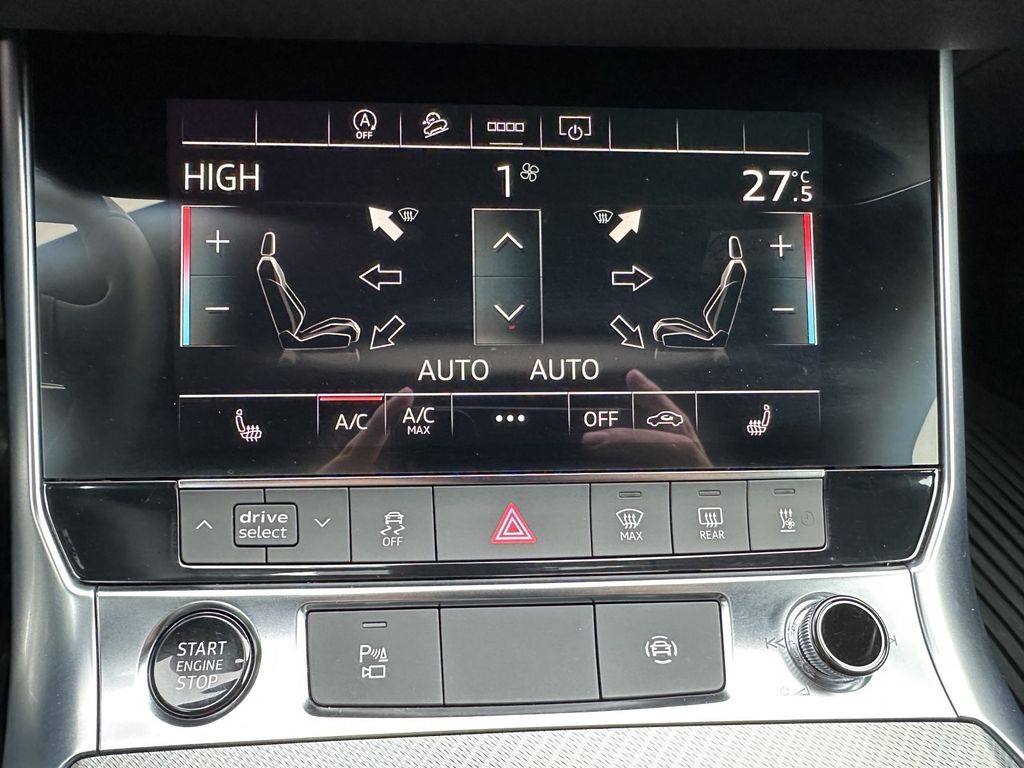 A
OFF
HIGH
1
27.5°C
+
+
−
−
AUTO AUTO
A/C
A/C
MAX
OFF
drive
select
OFF
MAX
REAR
START
ENGINE
STOP
P